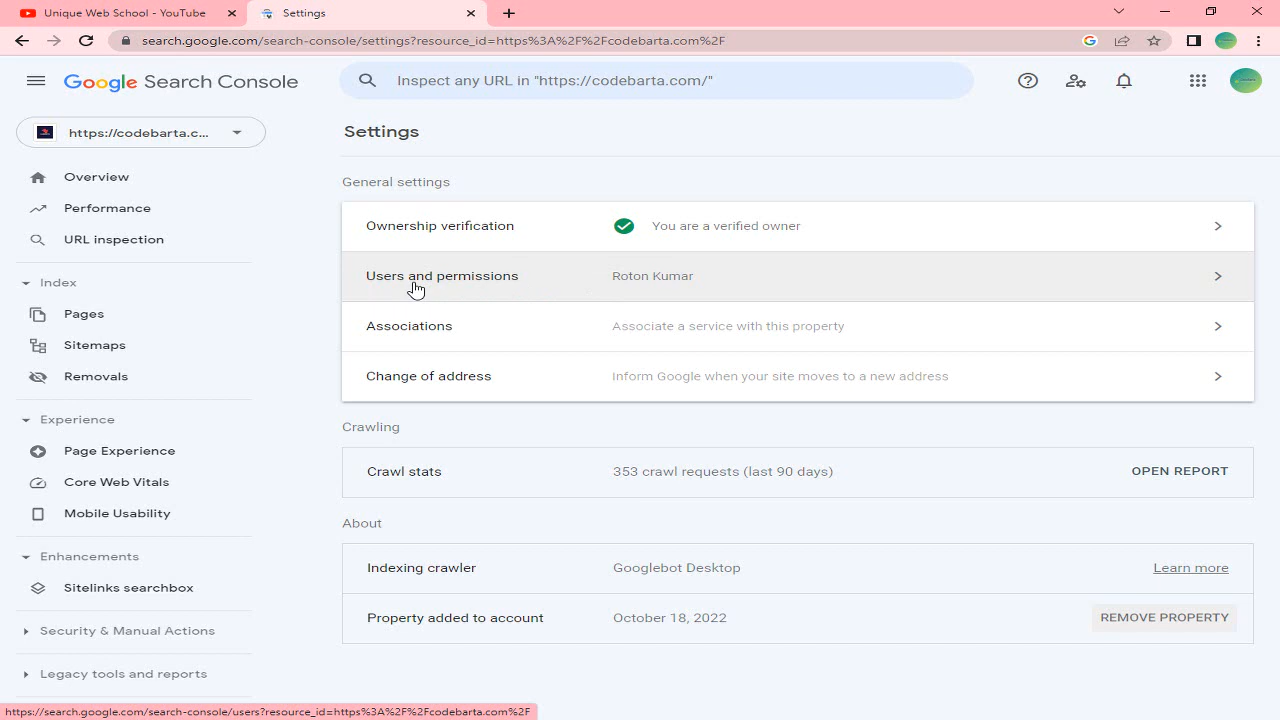 Unique Web School - YouTube
Settings
search.google.com/search-console/settings?resource_id=https%3A%2F%2Fcodebarta.com%2F
Google Search Console
Inspect any URL in "https://codebarta.com/"
https://codebarta.c...
Settings
Overview
Performance
URL inspection
Index
Pages
Sitemaps
Removals
Experience
Page Experience
Core Web Vitals
Mobile Usability
Enhancements
Sitelinks searchbox
Security & Manual Actions
Legacy tools and reports
General settings
Ownership verification You are a verified owner
Users and permissions Roton Kumar
Associations Associate a service with this property
Change of address Inform Google when your site moves to a new address
Crawling
Crawl stats 353 crawl requests (last 90 days) OPEN REPORT
About
Indexing crawler Googlebot Desktop Learn more
Property added to account October 18, 2022 REMOVE PROPERTY
https://search.google.com/search-console/users?resource_id=https%3A%2F%2Fcodebarta.com%2F